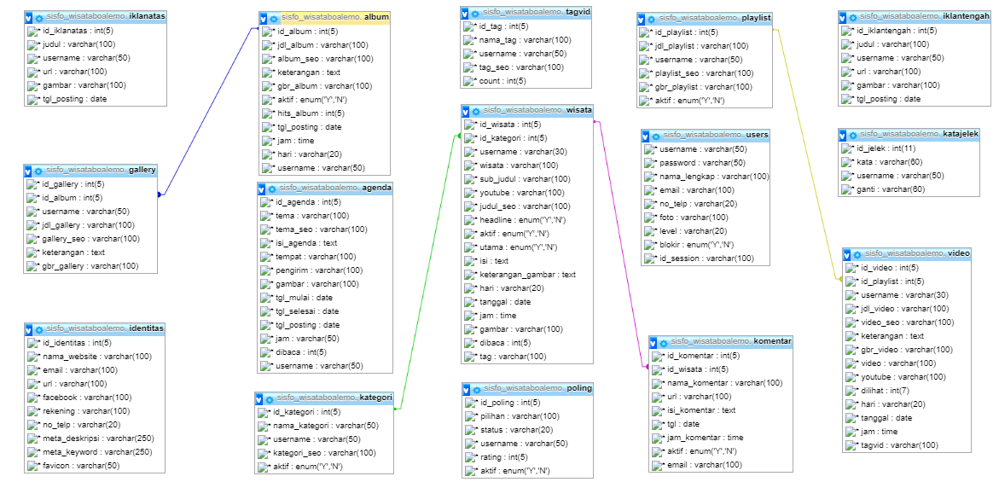 sisfo_wisataboalemo. iklanatas
* id_iklanatas : int(5)
* judul : varchar(100)
* username : varchar(50)
* url : varchar(100)
* gambar : varchar(100)
* tgl_posting : date
sisfo_wisataboalemo. gallery
* id_gallery : int(5)
* id_album : int(5)
* username : varchar(50)
* jdl_gallery : varchar(100)
* gallery_seo : varchar(100)
* keterangan : text
* gbr_gallery : varchar(100)
sisfo_wisataboalemo. identitas
* id_identitas : int(5)
* nama_website : varchar(100)
* email : varchar(100)
* url : varchar(100)
* facebook : varchar(100)
* rekening : varchar(100)
* no_telp : varchar(20)
* meta_deskripsi : varchar(250)
* meta_keyword : varchar(250)
* favicon : varchar(50)
sisfo_wisataboalemo. album
* id_album : int(5)
* jdl_album : varchar(100)
* album_seo : varchar(100)
* keterangan : text
* gbr_album : varchar(100)
* aktif : enum('Y','N')
* hits_album : int(5)
* tgl_posting : date
* jam : time
* hari : varchar(20)
* username : varchar(50)
sisfo_wisataboalemo. agenda
* id_agenda : int(5)
* tema : varchar(100)
* tema_seo : varchar(100)
* isi_agenda : text
* tempat : varchar(100)
* pengirim : varchar(100)
* gambar : varchar(100)
* tgl_mulai : date
* tgl_selesai : date
* tgl_posting : date
* jam : varchar(50)
* dibaca : int(5)
* username : varchar(50)
sisfo_wisataboalemo. kategori
* id_kategori : int(5)
* nama_kategori : varchar(50)
* username : varchar(50)
* kategori_seo : varchar(100)
* aktif : enum('Y','N')
sisfo_wisataboalemo. tagvid
* id_tag : int(5)
* nama_tag : varchar(100)
* username : varchar(50)
* tag_seo : varchar(100)
* count : int(5)
sisfo_wisataboalemo. wisata
* id_wisata : int(5)
* id_kategori : int(5)
* username : varchar(30)
* wisata : varchar(100)
* sub_judul : varchar(100)
* youtube : varchar(100)
* judul_seo : varchar(100)
* headline : enum('Y','N')
* aktif : enum('Y','N')
* utama : enum('Y','N')
* isi : text
* keterangan_gambar : text
* hari : varchar(20)
* tanggal : date
* jam : time
* gambar : varchar(100)
* dibaca : int(5)
* tag : varchar(100)
sisfo_wisataboalemo. poling
* id_poling : int(5)
* pilihan : varchar(100)
* status : varchar(20)
* username : varchar(50)
* rating : int(5)
* aktif : enum('Y','N')
sisfo_wisataboalemo. playlist
* id_playlist : int(5)
* jdl_playlist : varchar(100)
* username : varchar(50)
* playlist_seo : varchar(100)
* gbr_playlist : varchar(100)
* aktif : enum('Y','N')
sisfo_wisataboalemo. users
* username : varchar(50)
* password : varchar(50)
* nama_lengkap : varchar(100)
* email : varchar(100)
* no_telp : varchar(20)
* foto : varchar(100)
* level : varchar(20)
* blokir : enum('Y','N')
* id_session : varchar(100)
sisfo_wisataboalemo. komentar
* id_komentar : int(5)
* id_wisata : int(5)
* nama_komentar : varchar(100)
* url : varchar(100)
* isi_komentar : text
* tgl : date
* jam_komentar : time
* aktif : enum('Y','N')
* email : varchar(100)
sisfo_wisataboalemo. iklantengah
* id_iklantengah : int(5)
* judul : varchar(100)
* username : varchar(50)
* url : varchar(100)
* gambar : varchar(100)
* tgl_posting : date
sisfo_wisataboalemo. katajelek
* id_jelek : int(11)
* kata : varchar(60)
* username : varchar(50)
* ganti : varchar(60)
sisfo_wisataboalemo. video
* id_video : int(5)
* id_playlist : int(5)
* username : varchar(30)
* jdl_video : varchar(100)
* video_seo : varchar(100)
* keterangan : text
* gbr_video : varchar(100)
* video : varchar(100)
* youtube : varchar(100)
* dilihat : int(7)
* hari : varchar(20)
* tanggal : date
* jam : time
* tagvid : varchar(100)